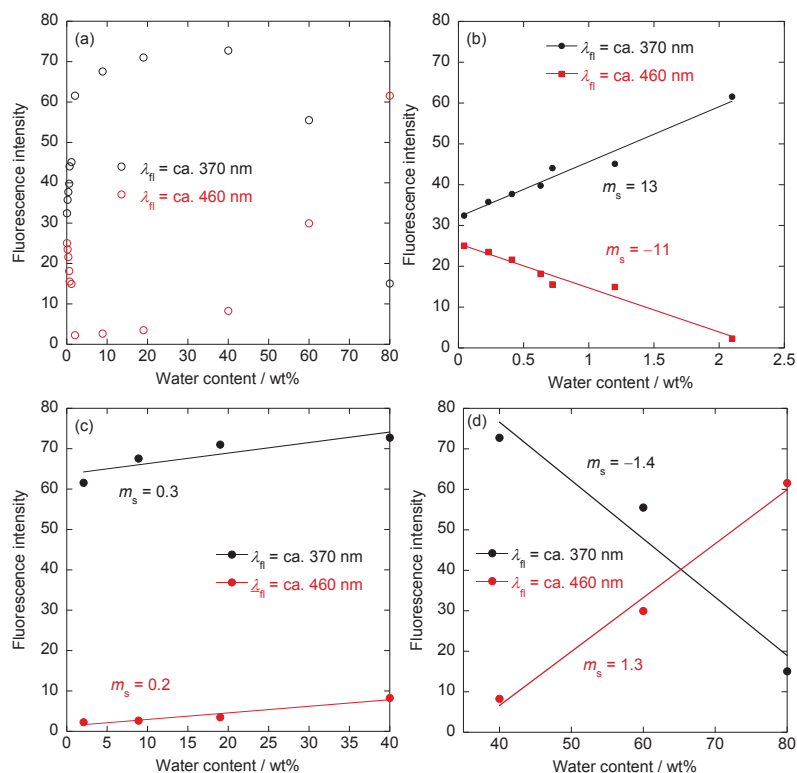 (a)
Fluorescence intensity
80
70
60
50
40
30
20
10
0
λfl = ca. 370 nm
λfl = ca. 460 nm
0 10 20 30 40 50 60 70 80
Water content / wt%
(b)
Fluorescence intensity
80
70
60
50
40
30
20
10
0
λfl = ca. 370 nm
λfl = ca. 460 nm
ms = 13
ms = −11
0 0.5 1 1.5 2 2.5
Water content / wt%
(c)
Fluorescence intensity
80
70
60
50
40
30
20
10
0
ms = 0.3
λfl = ca. 370 nm
λfl = ca. 460 nm
ms = 0.2
0 5 10 15 20 25 30 35 40
Water content / wt%
(d)
Fluorescence intensity
80
70
60
50
40
30
20
10
0
ms = −1.4
λfl = ca. 370 nm
λfl = ca. 460 nm
ms = 1.3
40 50 60 70 80
Water content / wt%